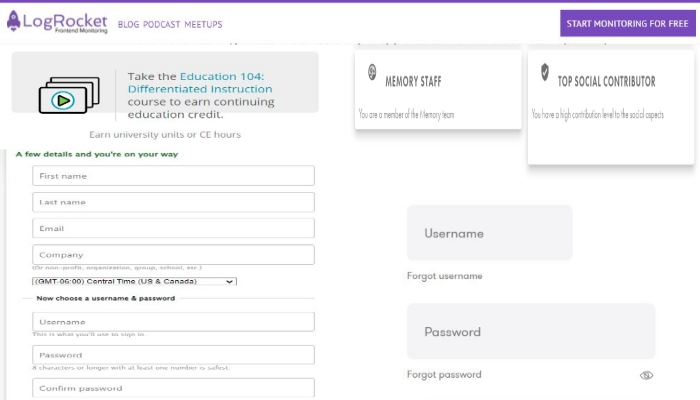 LogRocket
Frontend Monitoring
BLOG PODCAST MEETUPS
START MONITORING FOR FREE
Take the Education 104:
Differentiated Instruction
course to earn continuing
education credit.
Earn university units or CE hours
MEMORY STAFF
You are a member of the Memory team
TOP SOCIAL CONTRIBUTOR
You have a high contribution level to the social aspects
A few details and you're on your way
First name
Last name
Email
Company
(Or non-profit, organization, group, school, etc.)
(GMT-06:00) Central Time (US & Canada)
Now choose a username & password
Username
This is what you'll use to sign in.
Password
8 characters or longer with at least one number is safest.
Confirm password
Username
Forgot username
Password
Forgot password